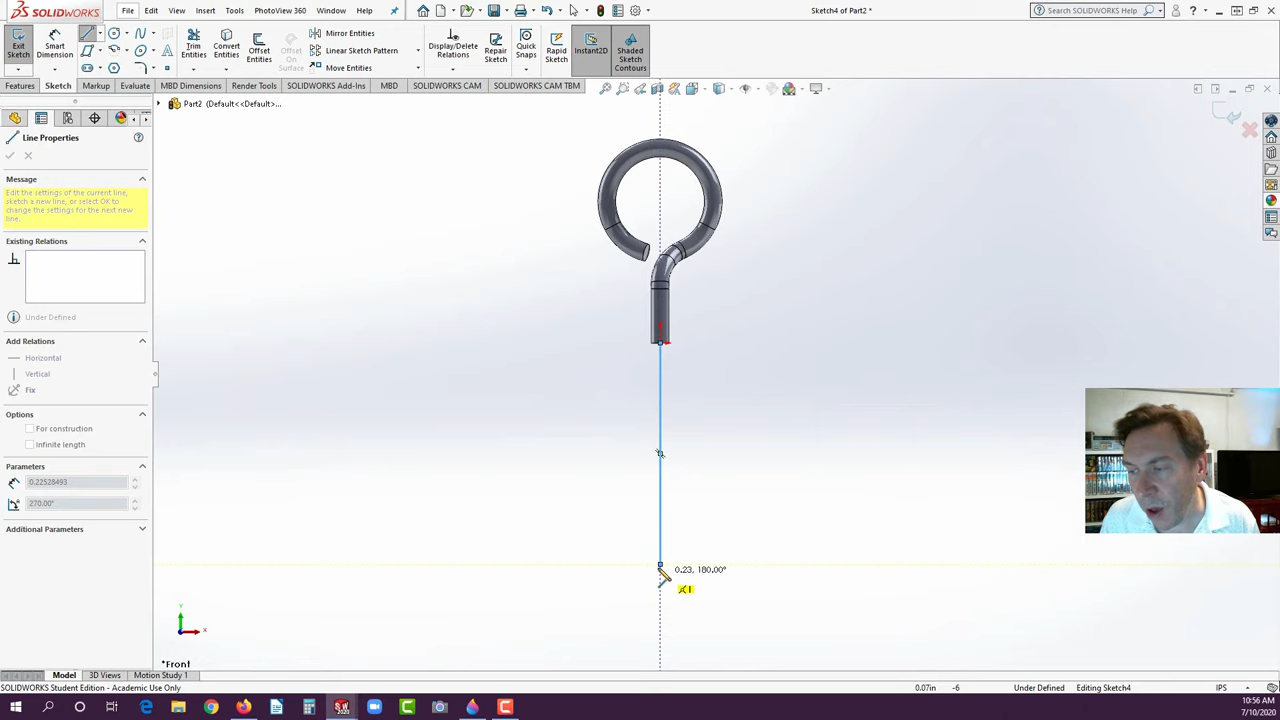 SOLIDWORKS
File
Edit
View
Insert
Tools
PhotoView 360
Window
Help
Sketch4 of Part2 *
Search SOLIDWORKS Help
Exit Sketch
Smart Dimension
Trim Entities
Convert Entities
Offset Entities
Offset On Surface
Mirror Entities
Linear Sketch Pattern
Move Entities
Display/Delete Relations
Repair Sketch
Quick Snaps
Rapid Sketch
Instant2D
Shaded Sketch Contours
Features
Sketch
Markup
Evaluate
MBD Dimensions
Render Tools
SOLIDWORKS Add-Ins
MBD
SOLIDWORKS CAM
SOLIDWORKS CAM TBM
Part2 (Default<<Default>...
Line Properties
Message
Edit the settings of the current line,
sketch a new line, or select OK to
change the settings for the next new
line.
Existing Relations
Under Defined
Add Relations
Horizontal
Vertical
Fix
Options
For construction
Infinite length
Parameters
0.22528493
270.00°
Additional Parameters
0.23, 180.00°
Y
X
*Front
Model
3D Views
Motion Study 1
SOLIDWORKS Student Edition - Academic Use Only
0.07in
-6
Under Defined
Editing Sketch4
IPS
10:56 AM
7/10/2020